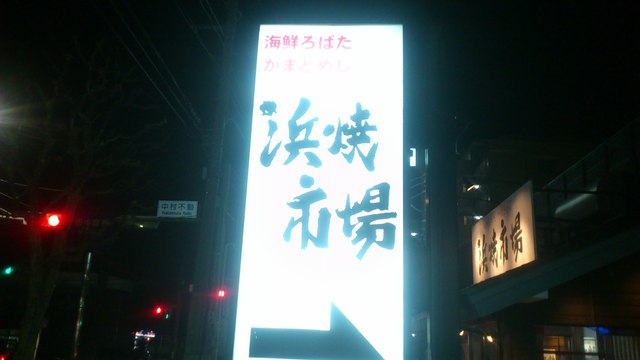 海鮮ろばた
かまどめし
浜焼
市場
中村不動
Nakamura fudo
浜焼市場